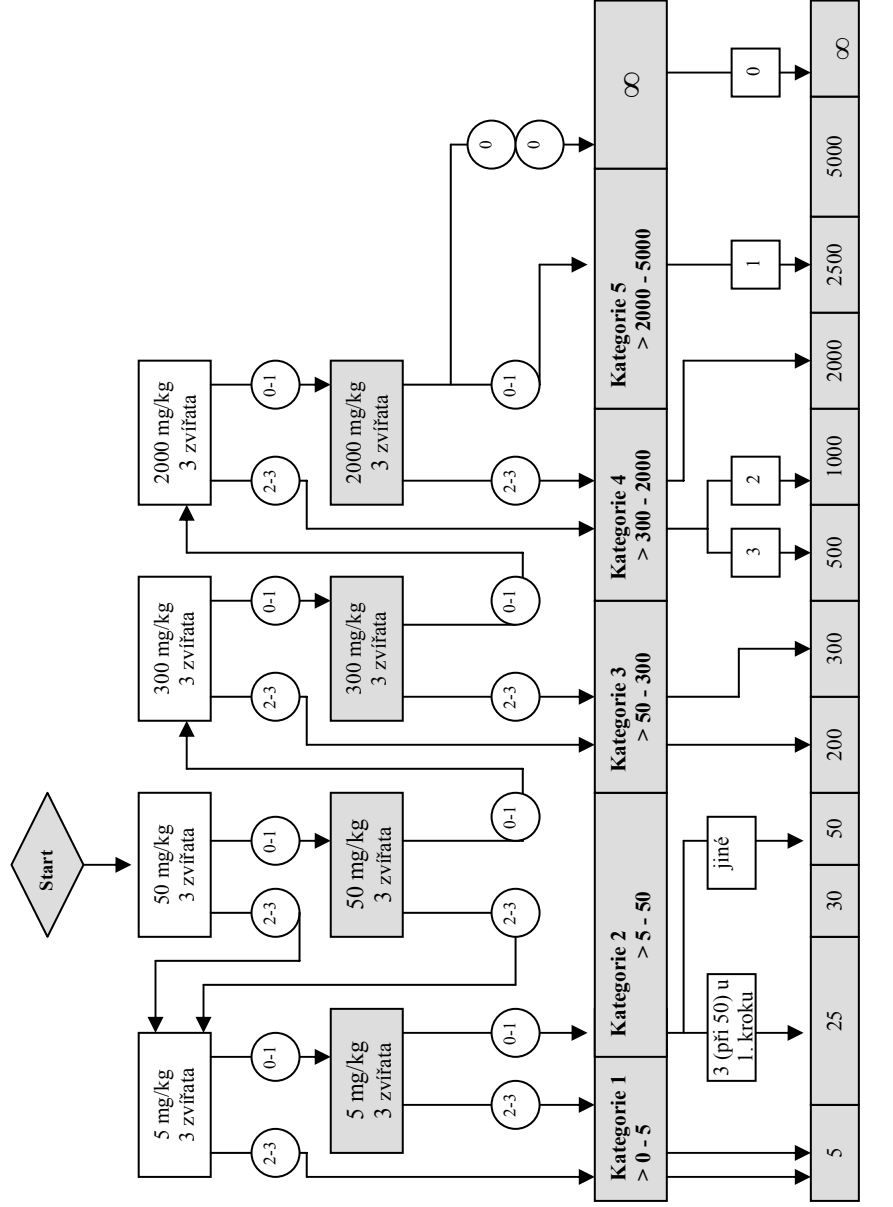 Start
5 mg/kg
3 zvířata
50 mg/kg
3 zvířata
300 mg/kg
3 zvířata
2000 mg/kg
3 zvířata
2-3
0-1
2-3
0-1
2-3
0-1
2-3
0-1
5 mg/kg
3 zvířata
50 mg/kg
3 zvířata
300 mg/kg
3 zvířata
2000 mg/kg
3 zvířata
2-3
0-1
2-3
0-1
2-3
0-1
2-3
0-1
0
0
Kategorie 1
> 0 - 5
Kategorie 2
> 5 - 50
Kategorie 3
> 50 - 300
Kategorie 4
> 300 - 2000
Kategorie 5
> 2000 - 5000
∞
3 (při 50) u
1. kroku
jiné
3
2
1
0
5
25
30
50
200
300
500
1000
2000
2500
5000
∞